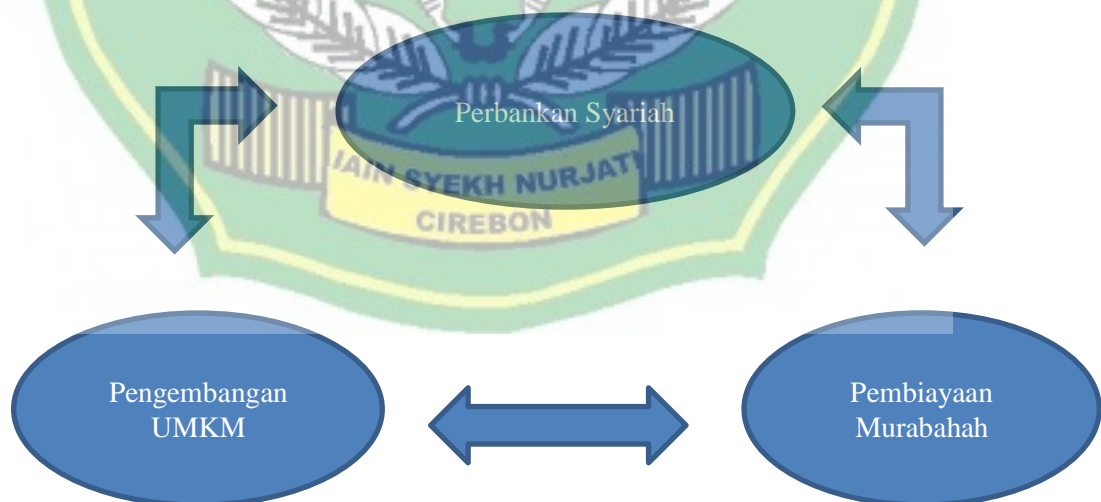 Perbankan Syariah
IAIN SYEKH NURJATI
CIREBON
Pengembangan
UMKM
Pembiayaan
Murabahah